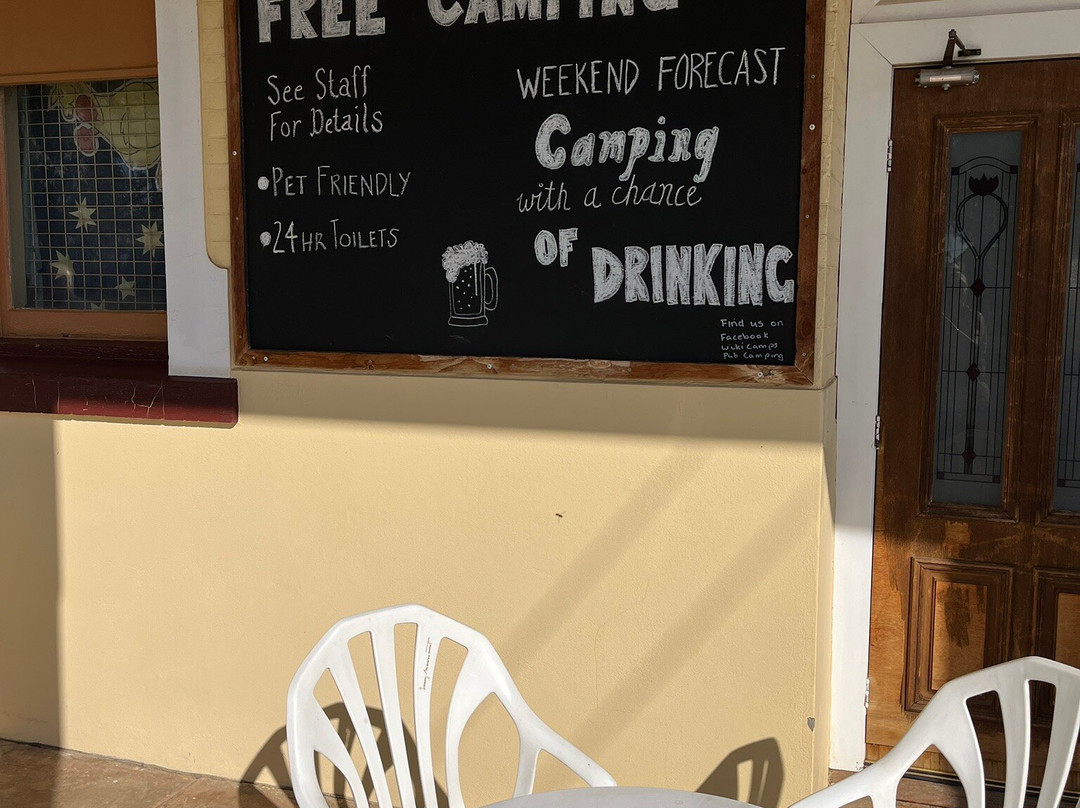 FREE CAMPING
See Staff
For Details
• PET FRIENDLY
• 24HR TOILETS
WEEKEND FORECAST
Camping
with a chance
OF DRINKING
Find us on
Facebook
Wiki Camps
Pub Camping